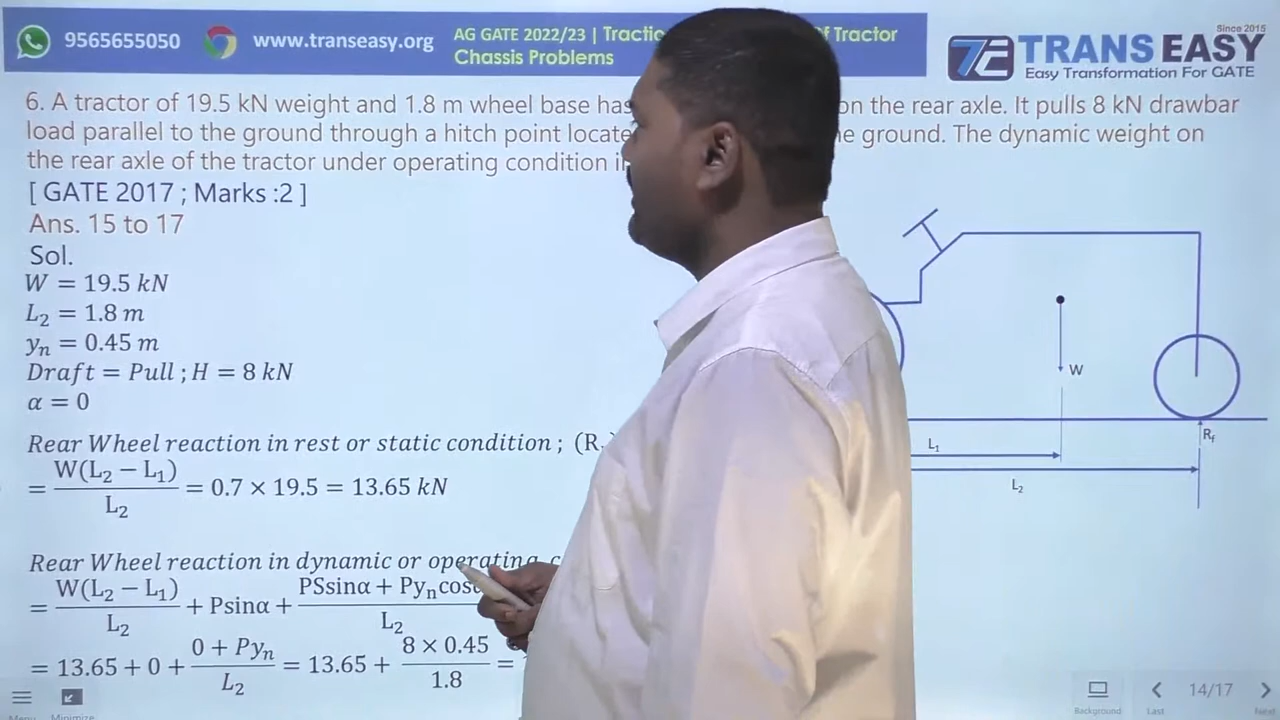 9565655050
www.transeasy.org
AG GATE 2022/23 | f Tractor
Chassis Problems
Since 2015
TRANS EASY
Easy Transformation For GATE
6. A tractor of 19.5 kN weight and 1.8 m wheel base has on the rear axle. It pulls 8 kN drawbar
load parallel to the ground through a hitch point ground. The dynamic weight on
the rear axle of the tractor under operating condition
[ GATE 2017 ; Marks :2 ]
Ans. 15 to 17
Sol.
W = 19.5 kN
L₂ = 1.8 m
yₙ = 0.45 m
Draft = Pull ; H = 8 kN
α = 0
Rear Wheel reaction in rest or static condition ; (R
= W(L₂ − L₁) / L₂ = 0.7 × 19.5 = 13.65 kN
Rear Wheel reaction in dynamic or operating
= W(L₂ − L₁) / L₂ + Psinα + PSsinα + Pyₙcos / L₂
= 13.65 + 0 + 0 + Pyₙ / L₂ = 13.65 + 8 × 0.45 / 1.8 =
W
R_f
L₁
L₂
Menu
Minimize
Background
Last
14/17
Next